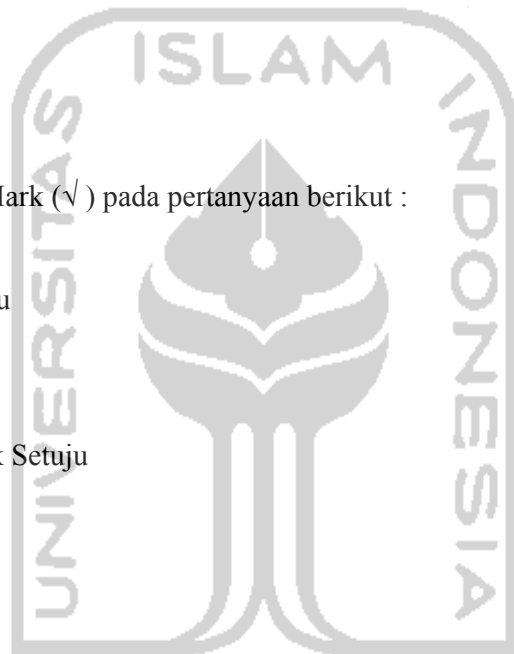 ISLAM
UNIVERSITAS
INDONESIA
Mark (√ ) pada pertanyaan berikut :
u
k Setuju